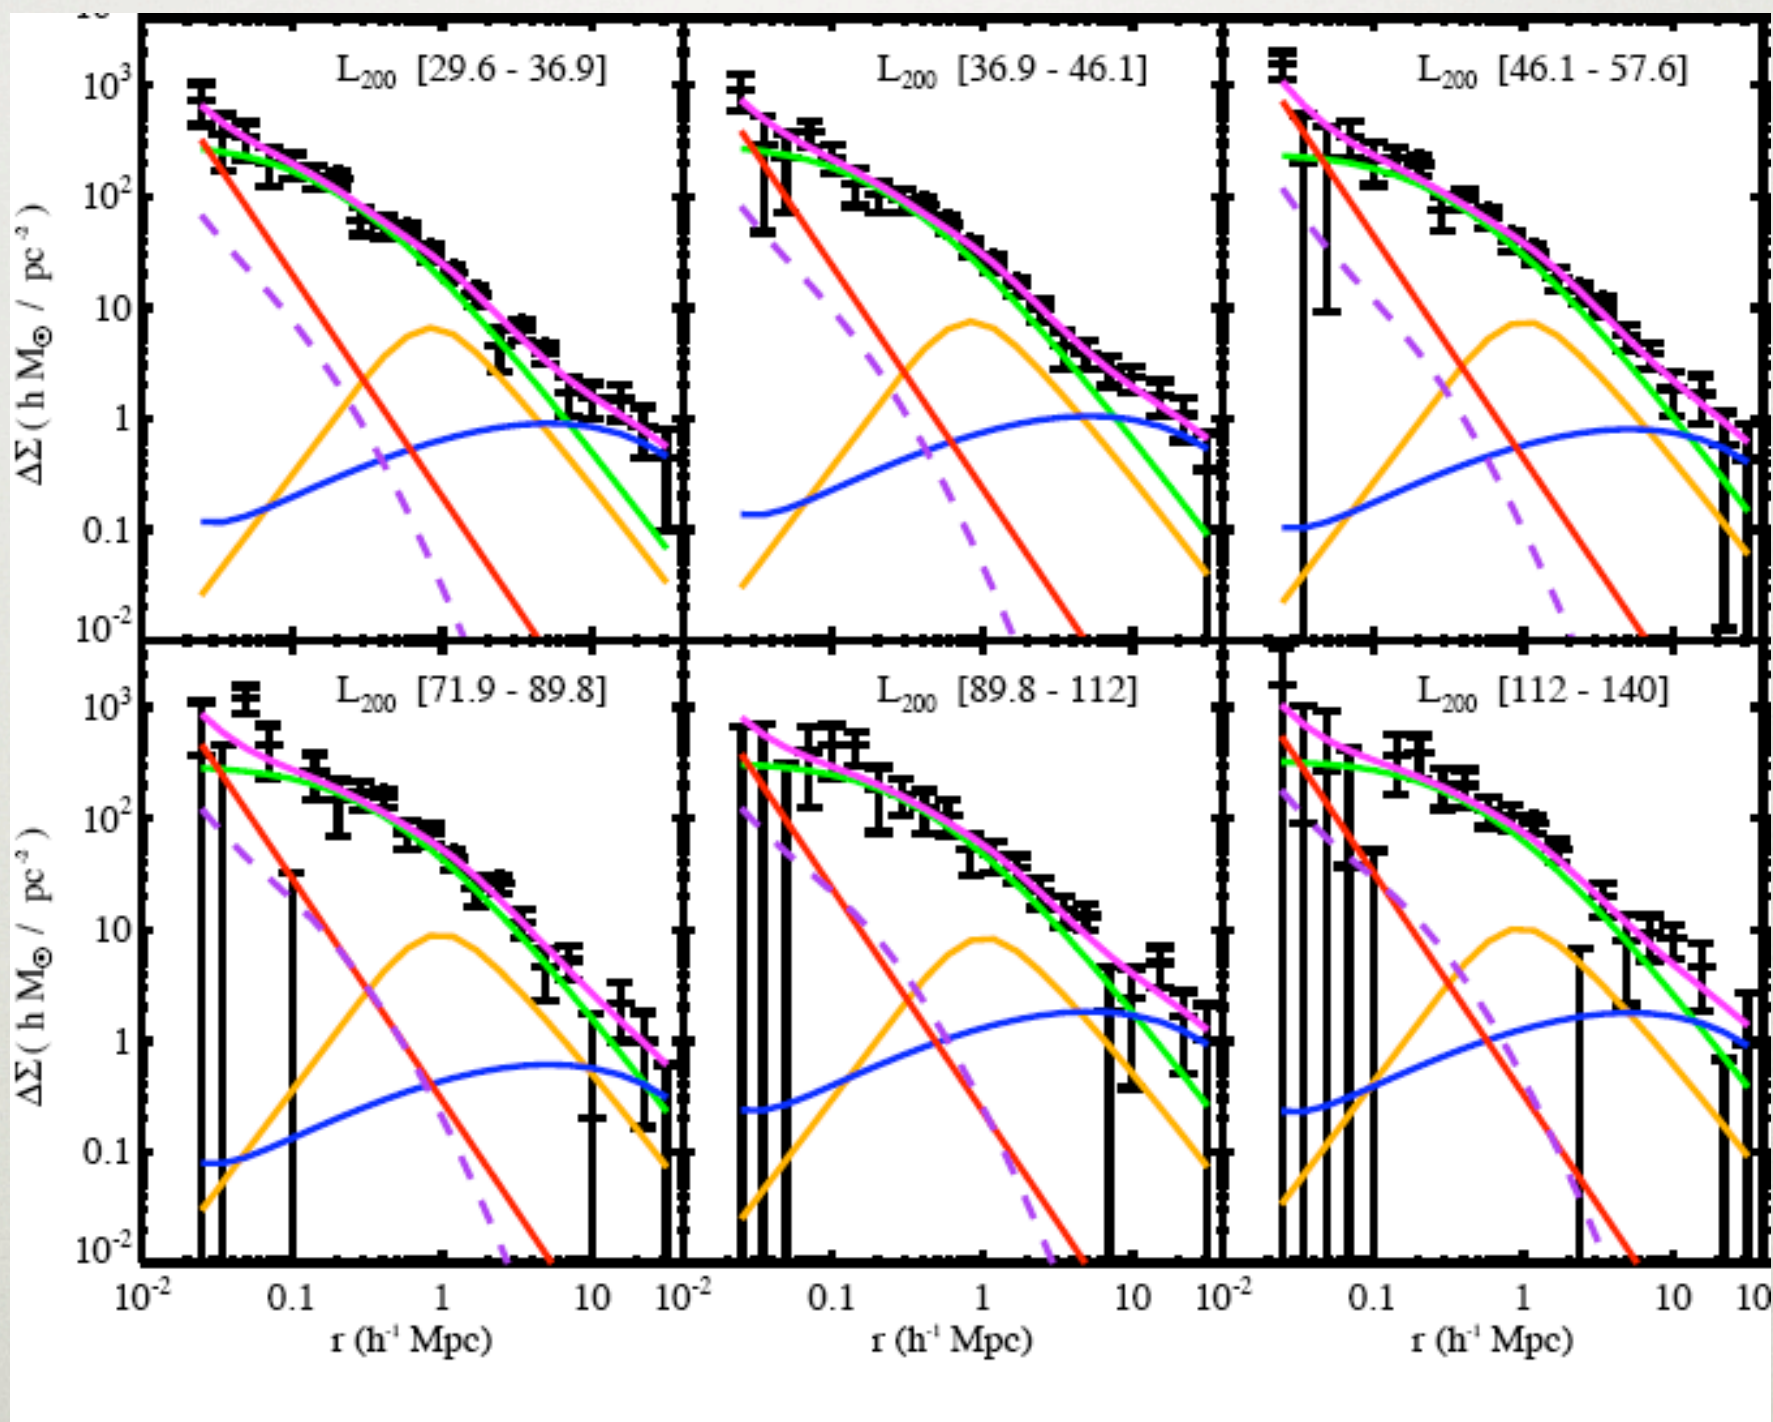 L₂₀₀ [29.6 - 36.9]
L₂₀₀ [36.9 - 46.1]
L₂₀₀ [46.1 - 57.6]
10³
10²
10
1
0.1
10⁻²
ΔΣ ( h M☉ / pc⁻² )
L₂₀₀ [71.9 - 89.8]
L₂₀₀ [89.8 - 112]
L₂₀₀ [112 - 140]
10³
10²
10
1
0.1
10⁻²
ΔΣ ( h M☉ / pc⁻² )
10⁻² 0.1 1 10 10⁻² 0.1 1 10 10⁻² 0.1 1 10 10
r (h⁻¹ Mpc) r (h⁻¹ Mpc) r (h⁻¹ Mpc)